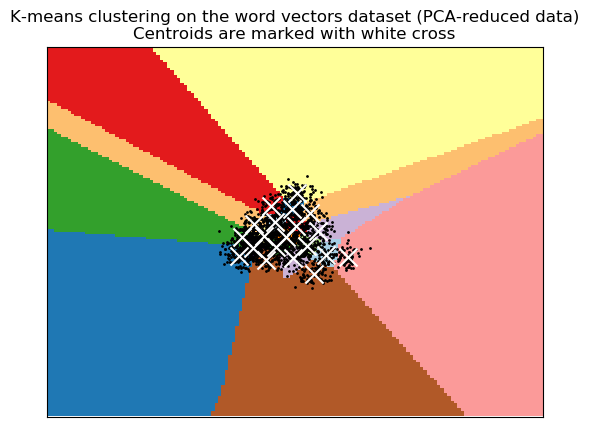 K-means clustering on the word vectors dataset (PCA-reduced data)
Centroids are marked with white cross